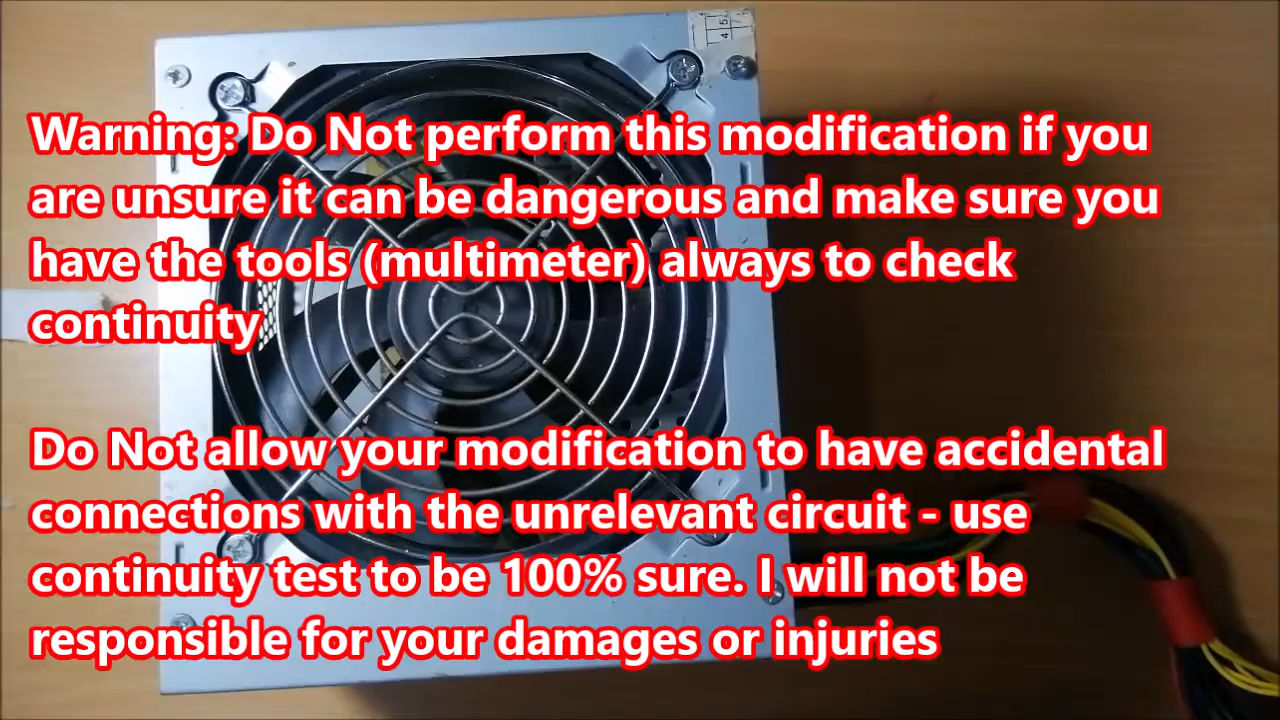 Warning: Do Not perform this modification if you
are unsure it can be dangerous and make sure you
have the tools (multimeter) always to check
continuity
Do Not allow your modification to have accidental
connections with the unrelevant circuit - use
continuity test to be 100% sure. I will not be
responsible for your damages or injuries